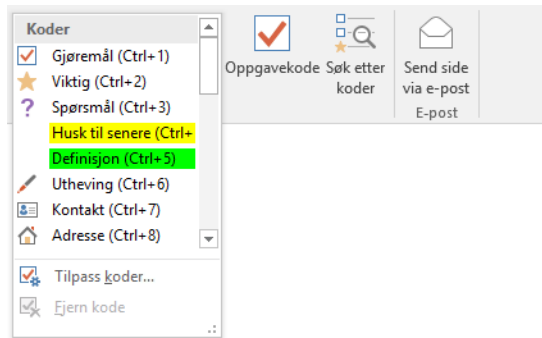 Koder
Gjøremål (Ctrl+1)
Viktig (Ctrl+2)
Spørsmål (Ctrl+3)
Husk til senere (Ctrl+
Definisjon (Ctrl+5)
Utheving (Ctrl+6)
Kontakt (Ctrl+7)
Adresse (Ctrl+8)
Tilpass koder...
Fjern kode
Oppgavekode
Søk etter
koder
Send side
via e-post
E-post